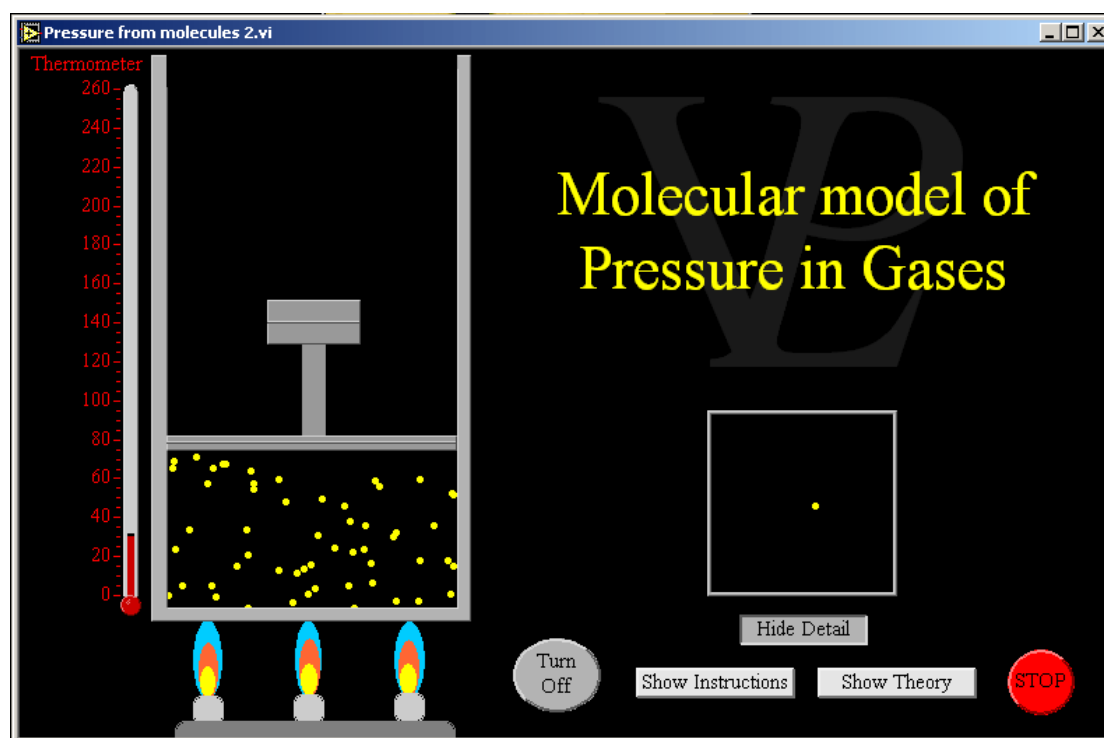 Pressure from molecules 2.vi
Thermometer
260
240
220
200
180
160
140
120
100
80
60
40
20
0
Molecular model of
Pressure in Gases
VPL
Hide Detail
Turn
Off
Show Instructions
Show Theory
STOP